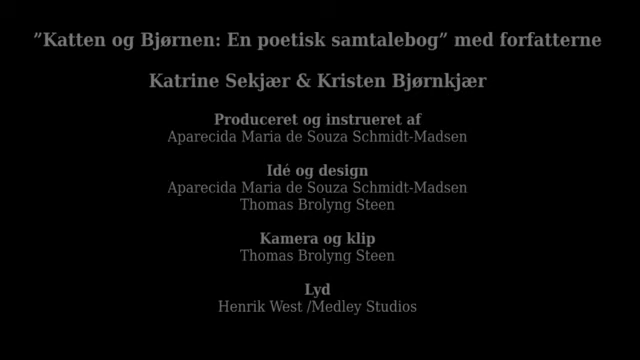 ”Katten og Bjørnen: En poetisk samtalebog” med forfatterne
Katrine Sekjær & Kristen Bjørnkjær
Produceret og instrueret af
Aparecida Maria de Souza Schmidt-Madsen
Idé og design
Aparecida Maria de Souza Schmidt-Madsen
Thomas Brolyng Steen
Kamera og klip
Thomas Brolyng Steen
Lyd
Henrik West /Medley Studios